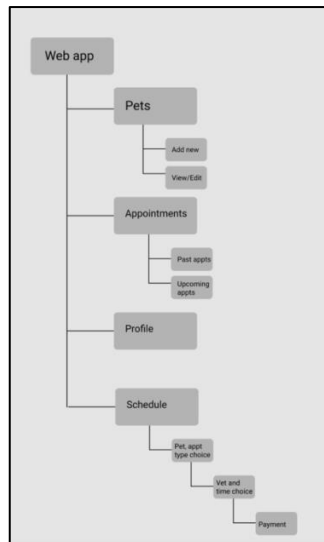 Web app
Pets
Add new
View/Edit
Appointments
Past appts
Upcoming
appts
Profile
Schedule
Pet, appt
type choice
Vet and
time choice
Payment